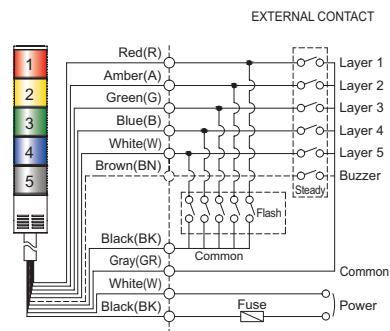 EXTERNAL CONTACT
Red(R)
Layer 1
Amber(A)
Layer 2
Green(G)
Layer 3
Blue(B)
Layer 4
White(W)
Layer 5
Brown(BN)
Buzzer
Steady
1
2
3
4
5
Flash
Black(BK)
Common
Gray(GR)
Common
White(W)
Black(BK)
Fuse
Power